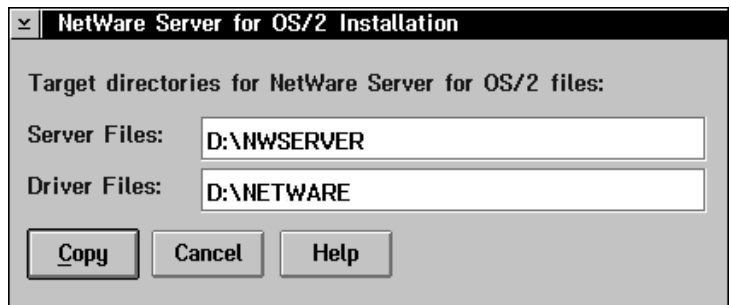 NetWare Server for OS/2 Installation
Target directories for NetWare Server for OS/2 files:
Server Files: D:\NWSERVER
Driver Files: D:\NETWARE
Copy Cancel Help